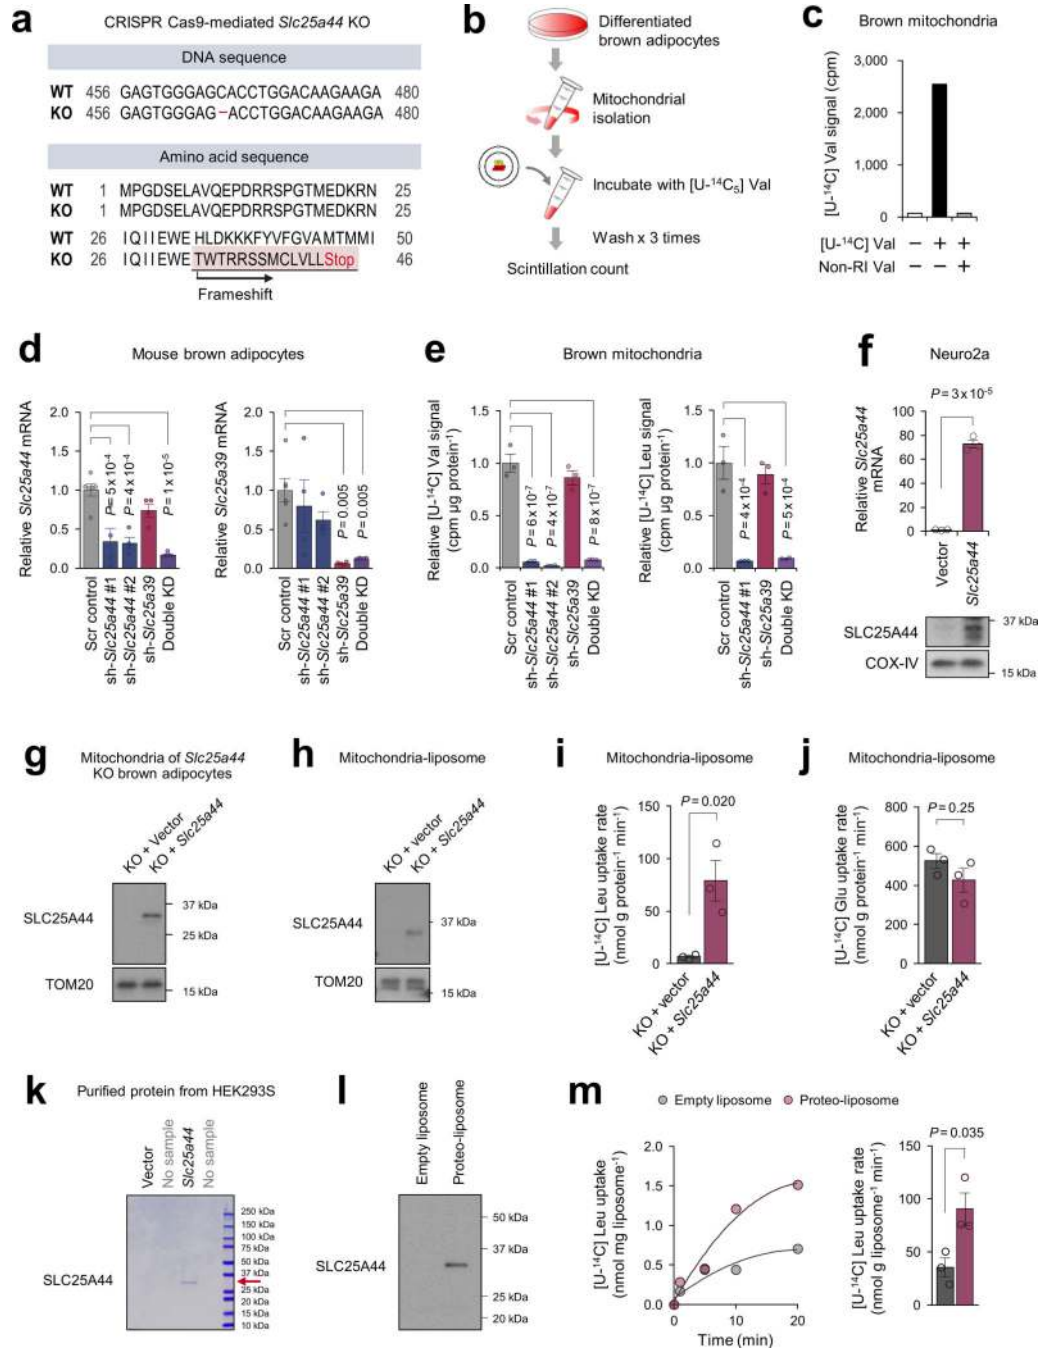 a
CRISPR Cas9-mediated Slc25a44 KO
DNA sequence
WT 456 GAGTGGGAGCACCTGGACAAGAAGA 480
KO 456 GAGTGGGAG–ACCTGGACAAGAAGA 480
Amino acid sequence
WT 1 MPGDSELAVQEPDRRSPGTMEDKRN 25
KO 1 MPGDSELAVQEPDRRSPGTMEDKRN 25
WT 26 IQIIEWEHLDKKKFYVFGVAMTMMI 50
KO 26 IQIIEWETWTRRSSMCLVLLStop 46
Frameshift
b
Differentiated
brown adipocytes
Mitochondrial
isolation
Incubate with [U-¹⁴C₅] Val
Wash x 3 times
Scintillation count
c
Brown mitochondria
[U-¹⁴C] Val signal (cpm)
3,000
2,000
1,000
0
[U-¹⁴C] Val − + +
Non-RI Val − − +
d
Mouse brown adipocytes
Relative Slc25a44 mRNA
2.0
1.5
1.0
0.5
0
P = 5 x 10⁻⁴
P = 4 x 10⁻⁴
P = 1 x 10⁻⁵
Scr control
sh-Slc25a44 #1
sh-Slc25a44 #2
sh-Slc25a39
Double KD
Relative Slc25a39 mRNA
2.0
1.5
1.0
0.5
0
P = 0.005
P = 0.005
Scr control
sh-Slc25a44 #1
sh-Slc25a44 #2
sh-Slc25a39
Double KD
e
Brown mitochondria
Relative [U-¹⁴C] Val signal
(cpm µg protein⁻¹)
1.5
1.0
0.5
0.0
P = 6 x 10⁻⁷
P = 4 x 10⁻⁷
P = 8 x 10⁻⁷
Scr control
sh-Slc25a44 #1
sh-Slc25a44 #2
sh-Slc25a39
Double KD
Relative [U-¹⁴C] Leu signal
(cpm µg protein⁻¹)
1.5
1.0
0.5
0.0
P = 4 x 10⁻⁴
P = 5 x 10⁻⁴
Scr control
sh-Slc25a44 #1
sh-Slc25a39
Double KD
f
Neuro2a
P = 3 x 10⁻⁵
Relative Slc25a44
mRNA
100
80
60
40
20
0
Vector
Slc25a44
SLC25A44
37 kDa
COX-IV
15 kDa
g
Mitochondria of Slc25a44
KO brown adipocytes
KO + Vector
KO + Slc25a44
SLC25A44
37 kDa
25 kDa
TOM20
15 kDa
h
Mitochondria-liposome
KO + vector
KO + Slc25a44
SLC25A44
37 kDa
TOM20
15 kDa
i
Mitochondria-liposome
P = 0.020
[U-¹⁴C] Leu uptake rate
(nmol g protein⁻¹ min⁻¹)
150
100
50
0
KO + vector
KO + Slc25a44
j
Mitochondria-liposome
P = 0.25
[U-¹⁴C] Glu uptake rate
(nmol g protein⁻¹ min⁻¹)
800
600
400
200
0
KO + vector
KO + Slc25a44
k
Purified protein from HEK293S
Vector
No sample
Slc25a44
No sample
250 kDa
150 kDa
100 kDa
75 kDa
50 kDa
37 kDa
25 kDa
20 kDa
15 kDa
10 kDa
SLC25A44
l
Empty liposome
Proteo-liposome
50 kDa
37 kDa
SLC25A44
25 kDa
20 kDa
m
Empty liposome
Proteo-liposome
[U-¹⁴C] Leu uptake
(nmol mg liposome⁻¹)
2.0
1.5
1.0
0.5
0.0
0
10
20
Time (min)
P = 0.035
[U-¹⁴C] Leu uptake rate
(nmol g liposome⁻¹ min⁻¹)
150
100
50
0